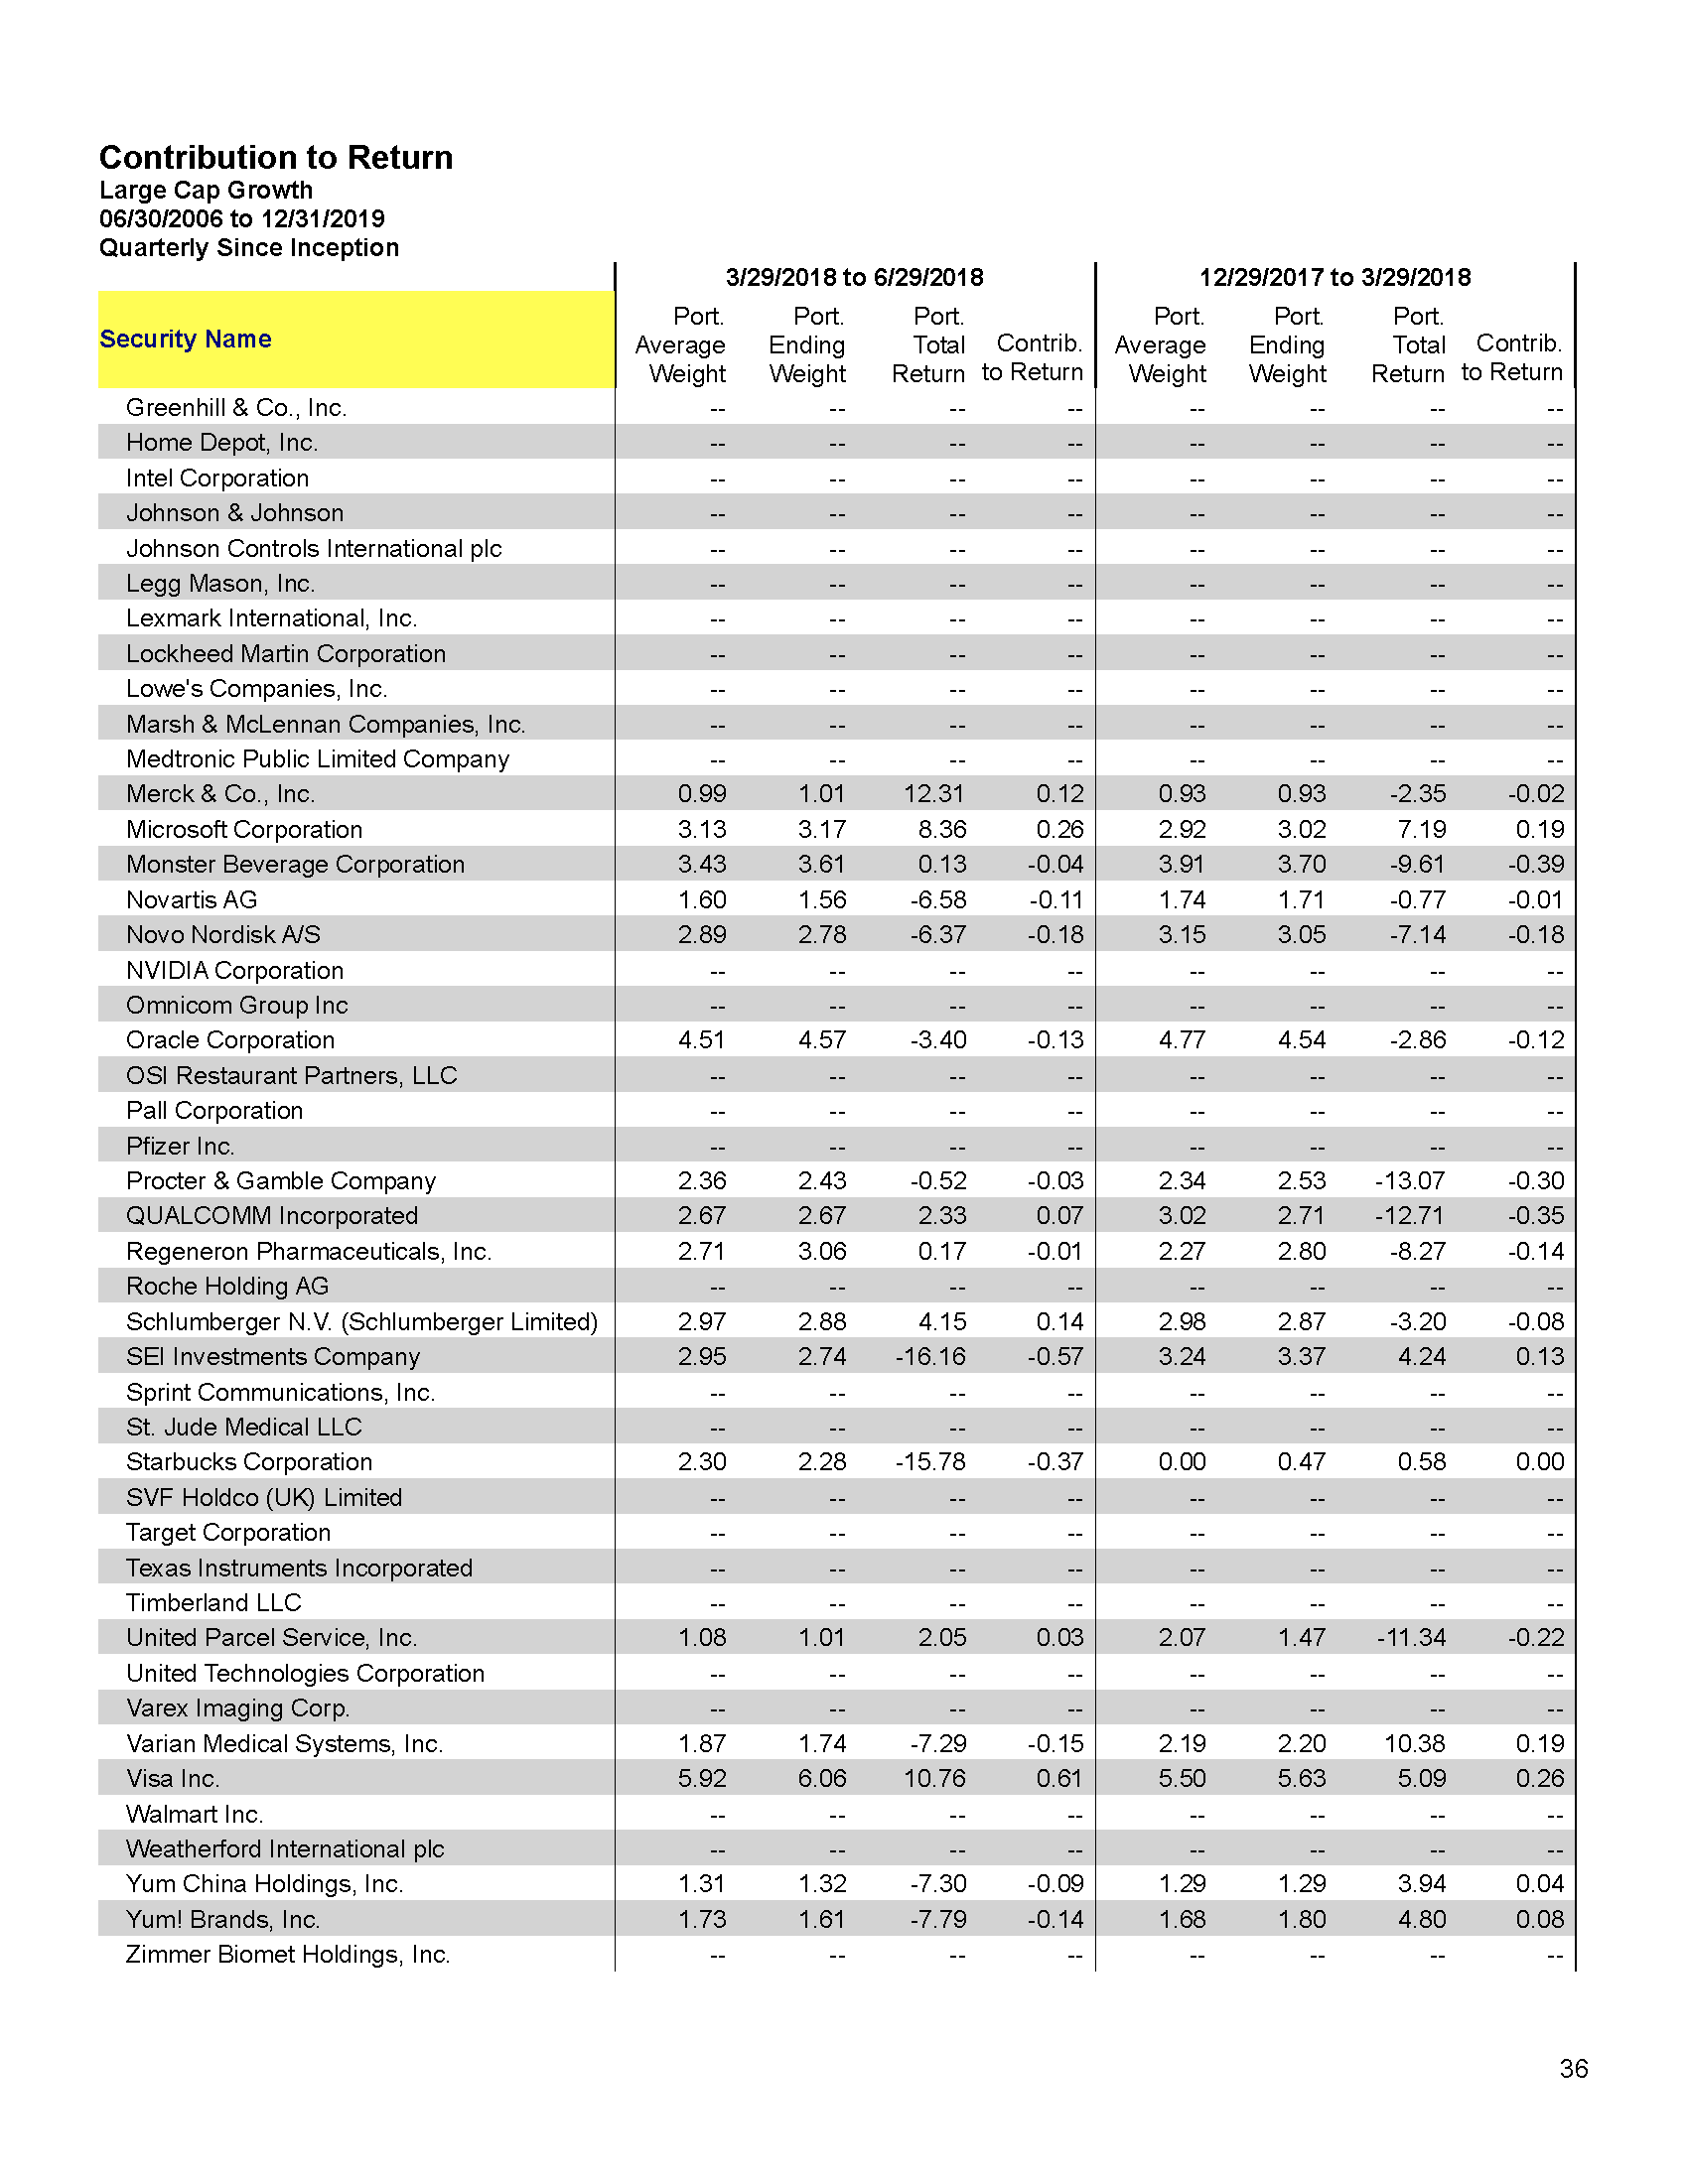 Contribution to Return
Large Cap Growth
06/30/2006 to 12/31/2019
Quarterly Since Inception
3/29/2018 to 6/29/2018 12/29/2017 to 3/29/2018
Security Name Port. Average Weight Port. Ending Weight Port. Total Return Contrib. to Return Port. Average Weight Port. Ending Weight Port. Total Return Contrib. to Return
Greenhill & Co., Inc. -- -- -- -- -- -- -- --
Home Depot, Inc. -- -- -- -- -- -- -- --
Intel Corporation -- -- -- -- -- -- -- --
Johnson & Johnson -- -- -- -- -- -- -- --
Johnson Controls International plc -- -- -- -- -- -- -- --
Legg Mason, Inc. -- -- -- -- -- -- -- --
Lexmark International, Inc. -- -- -- -- -- -- -- --
Lockheed Martin Corporation -- -- -- -- -- -- -- --
Lowe's Companies, Inc. -- -- -- -- -- -- -- --
Marsh & McLennan Companies, Inc. -- -- -- -- -- -- -- --
Medtronic Public Limited Company -- -- -- -- -- -- -- --
Merck & Co., Inc. 0.99 1.01 12.31 0.12 0.93 0.93 -2.35 -0.02
Microsoft Corporation 3.13 3.17 8.36 0.26 2.92 3.02 7.19 0.19
Monster Beverage Corporation 3.43 3.61 0.13 -0.04 3.91 3.70 -9.61 -0.39
Novartis AG 1.60 1.56 -6.58 -0.11 1.74 1.71 -0.77 -0.01
Novo Nordisk A/S 2.89 2.78 -6.37 -0.18 3.15 3.05 -7.14 -0.18
NVIDIA Corporation -- -- -- -- -- -- -- --
Omnicom Group Inc -- -- -- -- -- -- -- --
Oracle Corporation 4.51 4.57 -3.40 -0.13 4.77 4.54 -2.86 -0.12
OSI Restaurant Partners, LLC -- -- -- -- -- -- -- --
Pall Corporation -- -- -- -- -- -- -- --
Pfizer Inc. -- -- -- -- -- -- -- --
Procter & Gamble Company 2.36 2.43 -0.52 -0.03 2.34 2.53 -13.07 -0.30
QUALCOMM Incorporated 2.67 2.67 2.33 0.07 3.02 2.71 -12.71 -0.35
Regeneron Pharmaceuticals, Inc. 2.71 3.06 0.17 -0.01 2.27 2.80 -8.27 -0.14
Roche Holding AG -- -- -- -- -- -- -- --
Schlumberger N.V. (Schlumberger Limited) 2.97 2.88 4.15 0.14 2.98 2.87 -3.20 -0.08
SEI Investments Company 2.95 2.74 -16.16 -0.57 3.24 3.37 4.24 0.13
Sprint Communications, Inc. -- -- -- -- -- -- -- --
St. Jude Medical LLC -- -- -- -- -- -- -- --
Starbucks Corporation 2.30 2.28 -15.78 -0.37 0.00 0.47 0.58 0.00
SVF Holdco (UK) Limited -- -- -- -- -- -- -- --
Target Corporation -- -- -- -- -- -- -- --
Texas Instruments Incorporated -- -- -- -- -- -- -- --
Timberland LLC -- -- -- -- -- -- -- --
United Parcel Service, Inc. 1.08 1.01 2.05 0.03 2.07 1.47 -11.34 -0.22
United Technologies Corporation -- -- -- -- -- -- -- --
Varex Imaging Corp. -- -- -- -- -- -- -- --
Varian Medical Systems, Inc. 1.87 1.74 -7.29 -0.15 2.19 2.20 10.38 0.19
Visa Inc. 5.92 6.06 10.76 0.61 5.50 5.63 5.09 0.26
Walmart Inc. -- -- -- -- -- -- -- --
Weatherford International plc -- -- -- -- -- -- -- --
Yum China Holdings, Inc. 1.31 1.32 -7.30 -0.09 1.29 1.29 3.94 0.04
Yum! Brands, Inc. 1.73 1.61 -7.79 -0.14 1.68 1.80 4.80 0.08
Zimmer Biomet Holdings, Inc. -- -- -- -- -- -- -- --
36